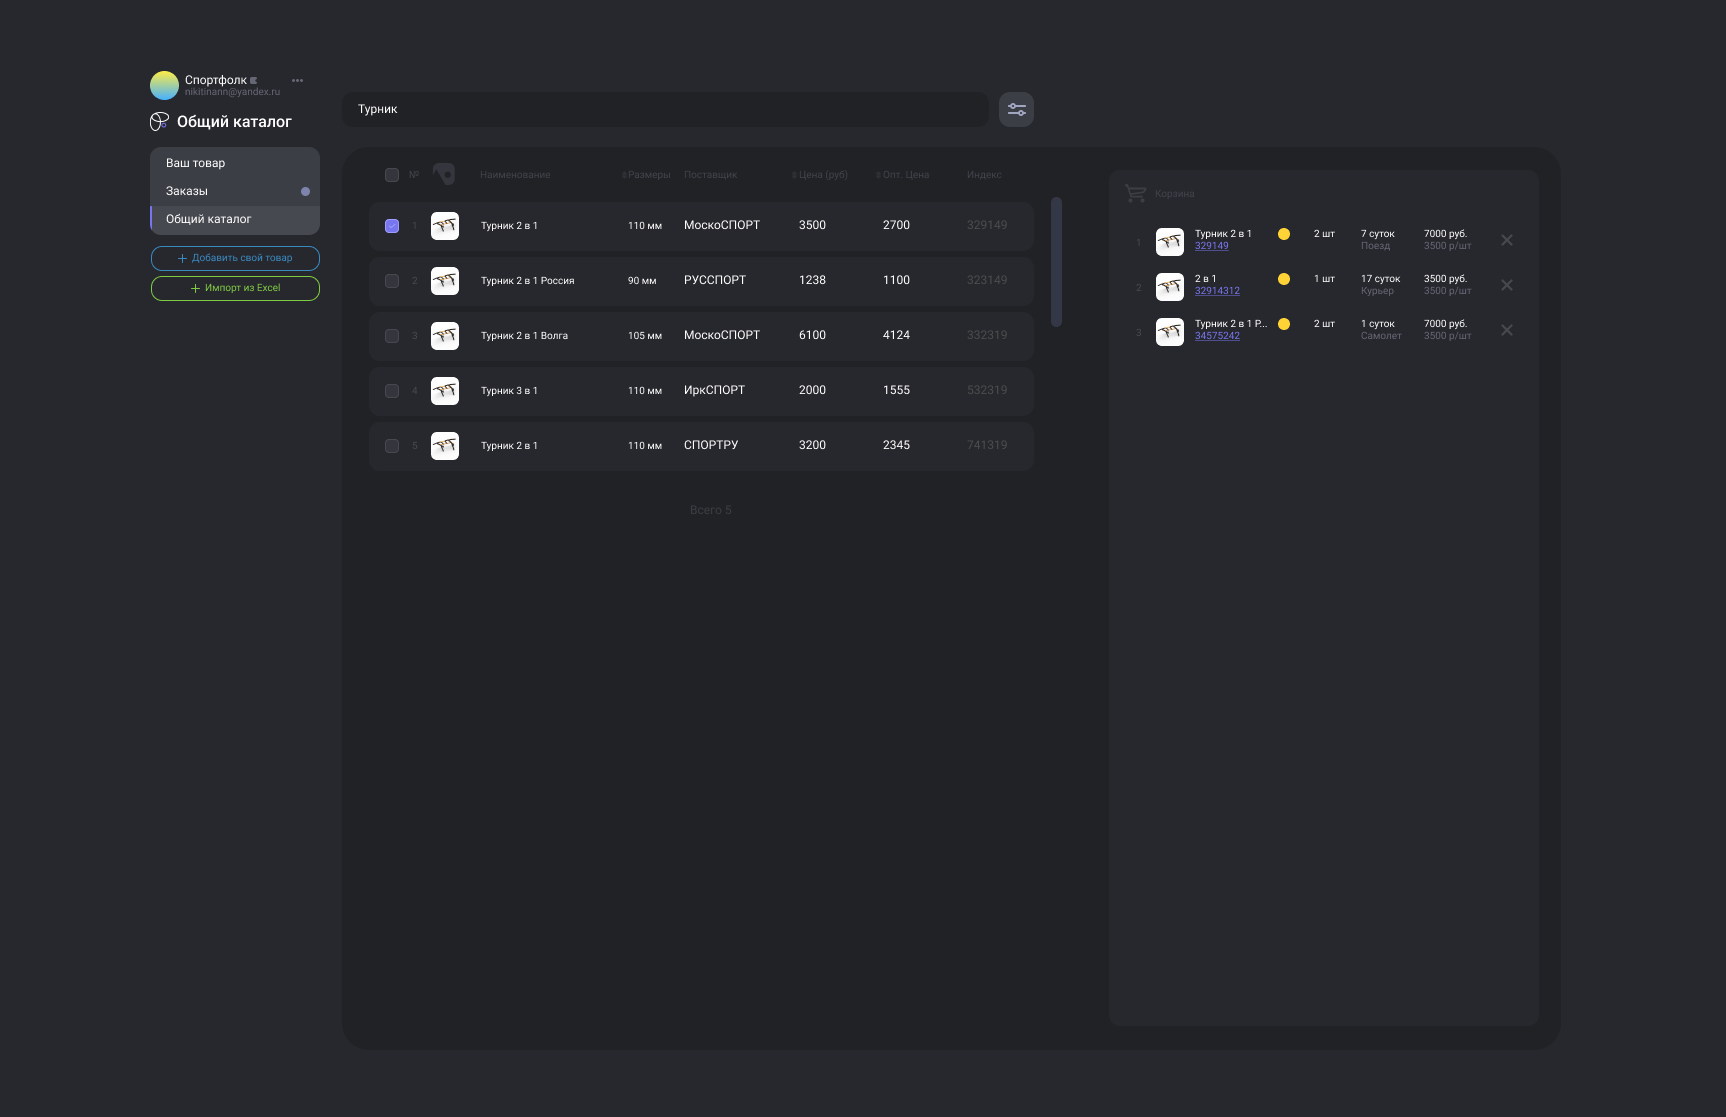 Спортфолк
nikitinann@yandex.ru
Общий каталог
Ваш товар
Заказы
Общий каталог
Добавить свой товар
Импорт из Excel
Турник
№ Наименование Размеры Поставщик Цена (руб) Опт. Цена Индекс
1 Турник 2 в 1 110 мм МоскоСПОРТ 3500 2700 329149
2 Турник 2 в 1 Россия 90 мм РУССПОРТ 1238 1100 323149
3 Турник 2 в 1 Волга 105 мм МоскоСПОРТ 6100 4124 332319
4 Турник 3 в 1 110 мм ИркСПОРТ 2000 1555 532319
5 Турник 2 в 1 110 мм СПОРТРУ 3200 2345 741319
Всего 5
Корзина
1 Турник 2 в 1 2 шт 7 суток 7000 руб.
329149 Поезд 3500 р/шт
2 2 в 1 1 шт 17 суток 3500 руб.
32914312 Курьер 3500 р/шт
3 Турник 2 в 1 Р... 2 шт 1 суток 7000 руб.
34575242 Самолет 3500 р/шт